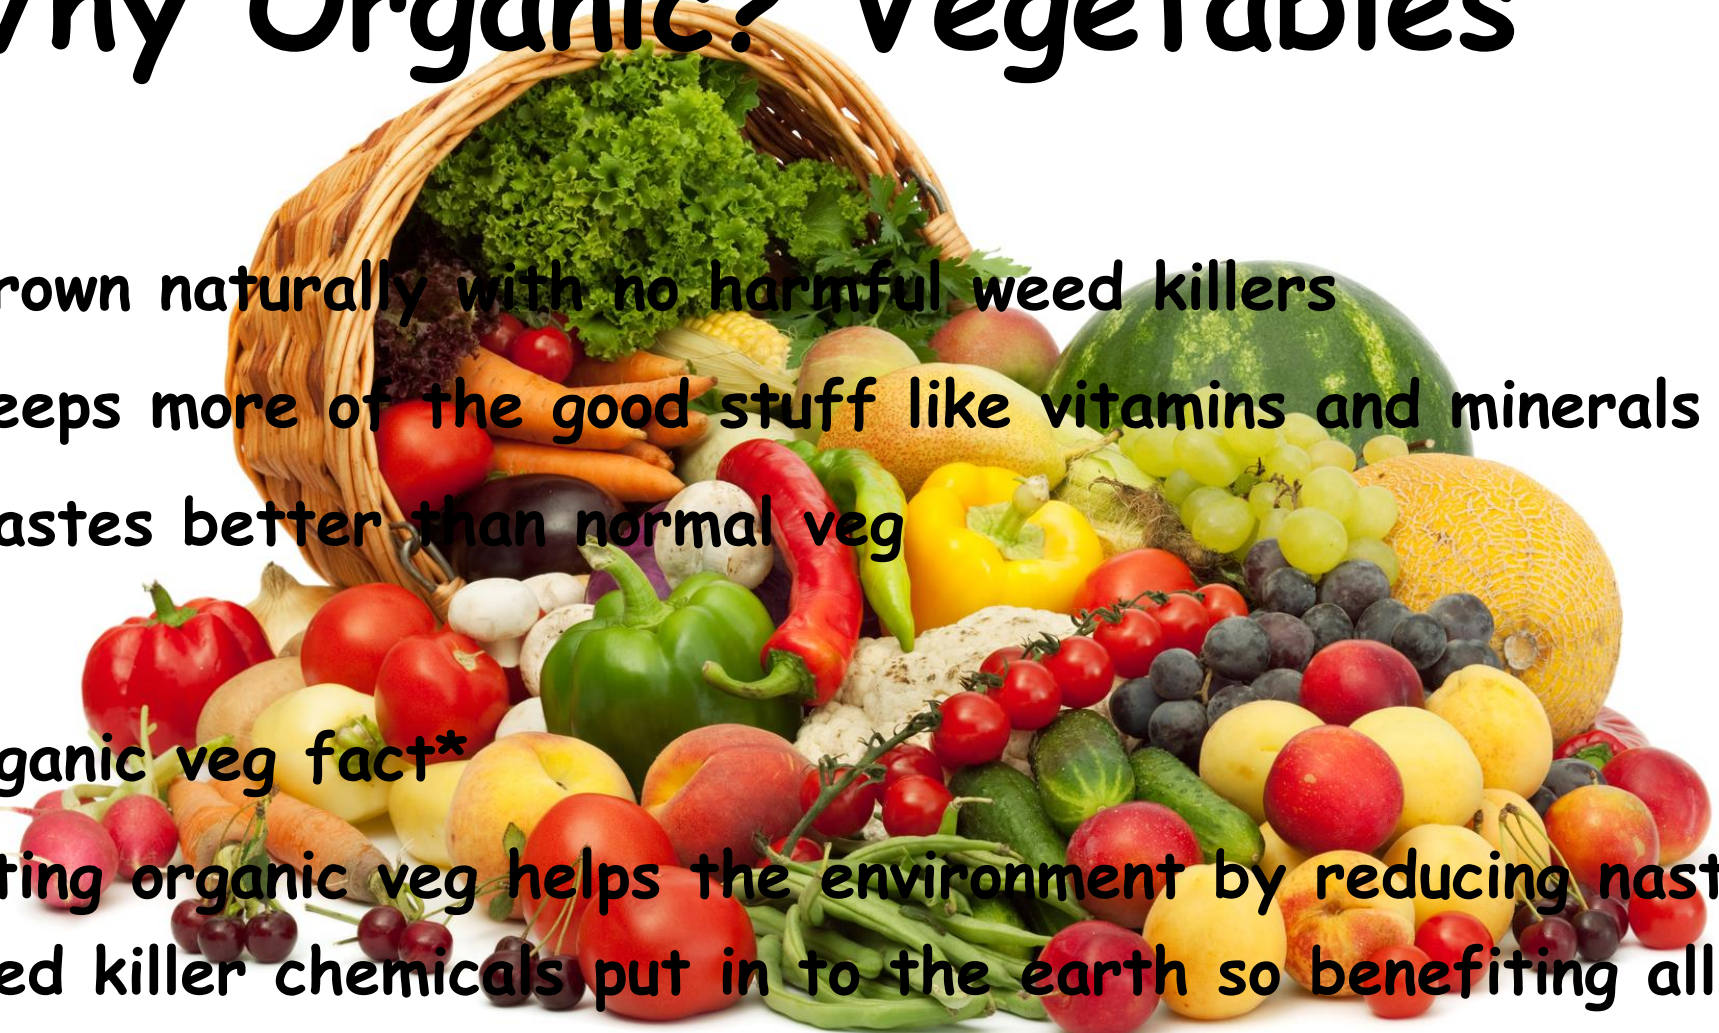 Why Organic? Vegetables
rown naturally with no harmful weed killers
eeps more of the good stuff like vitamins and minerals
astes better than normal veg
ganic veg fact*
ting organic veg helps the environment by reducing nast
ed killer chemicals put in to the earth so benefiting all